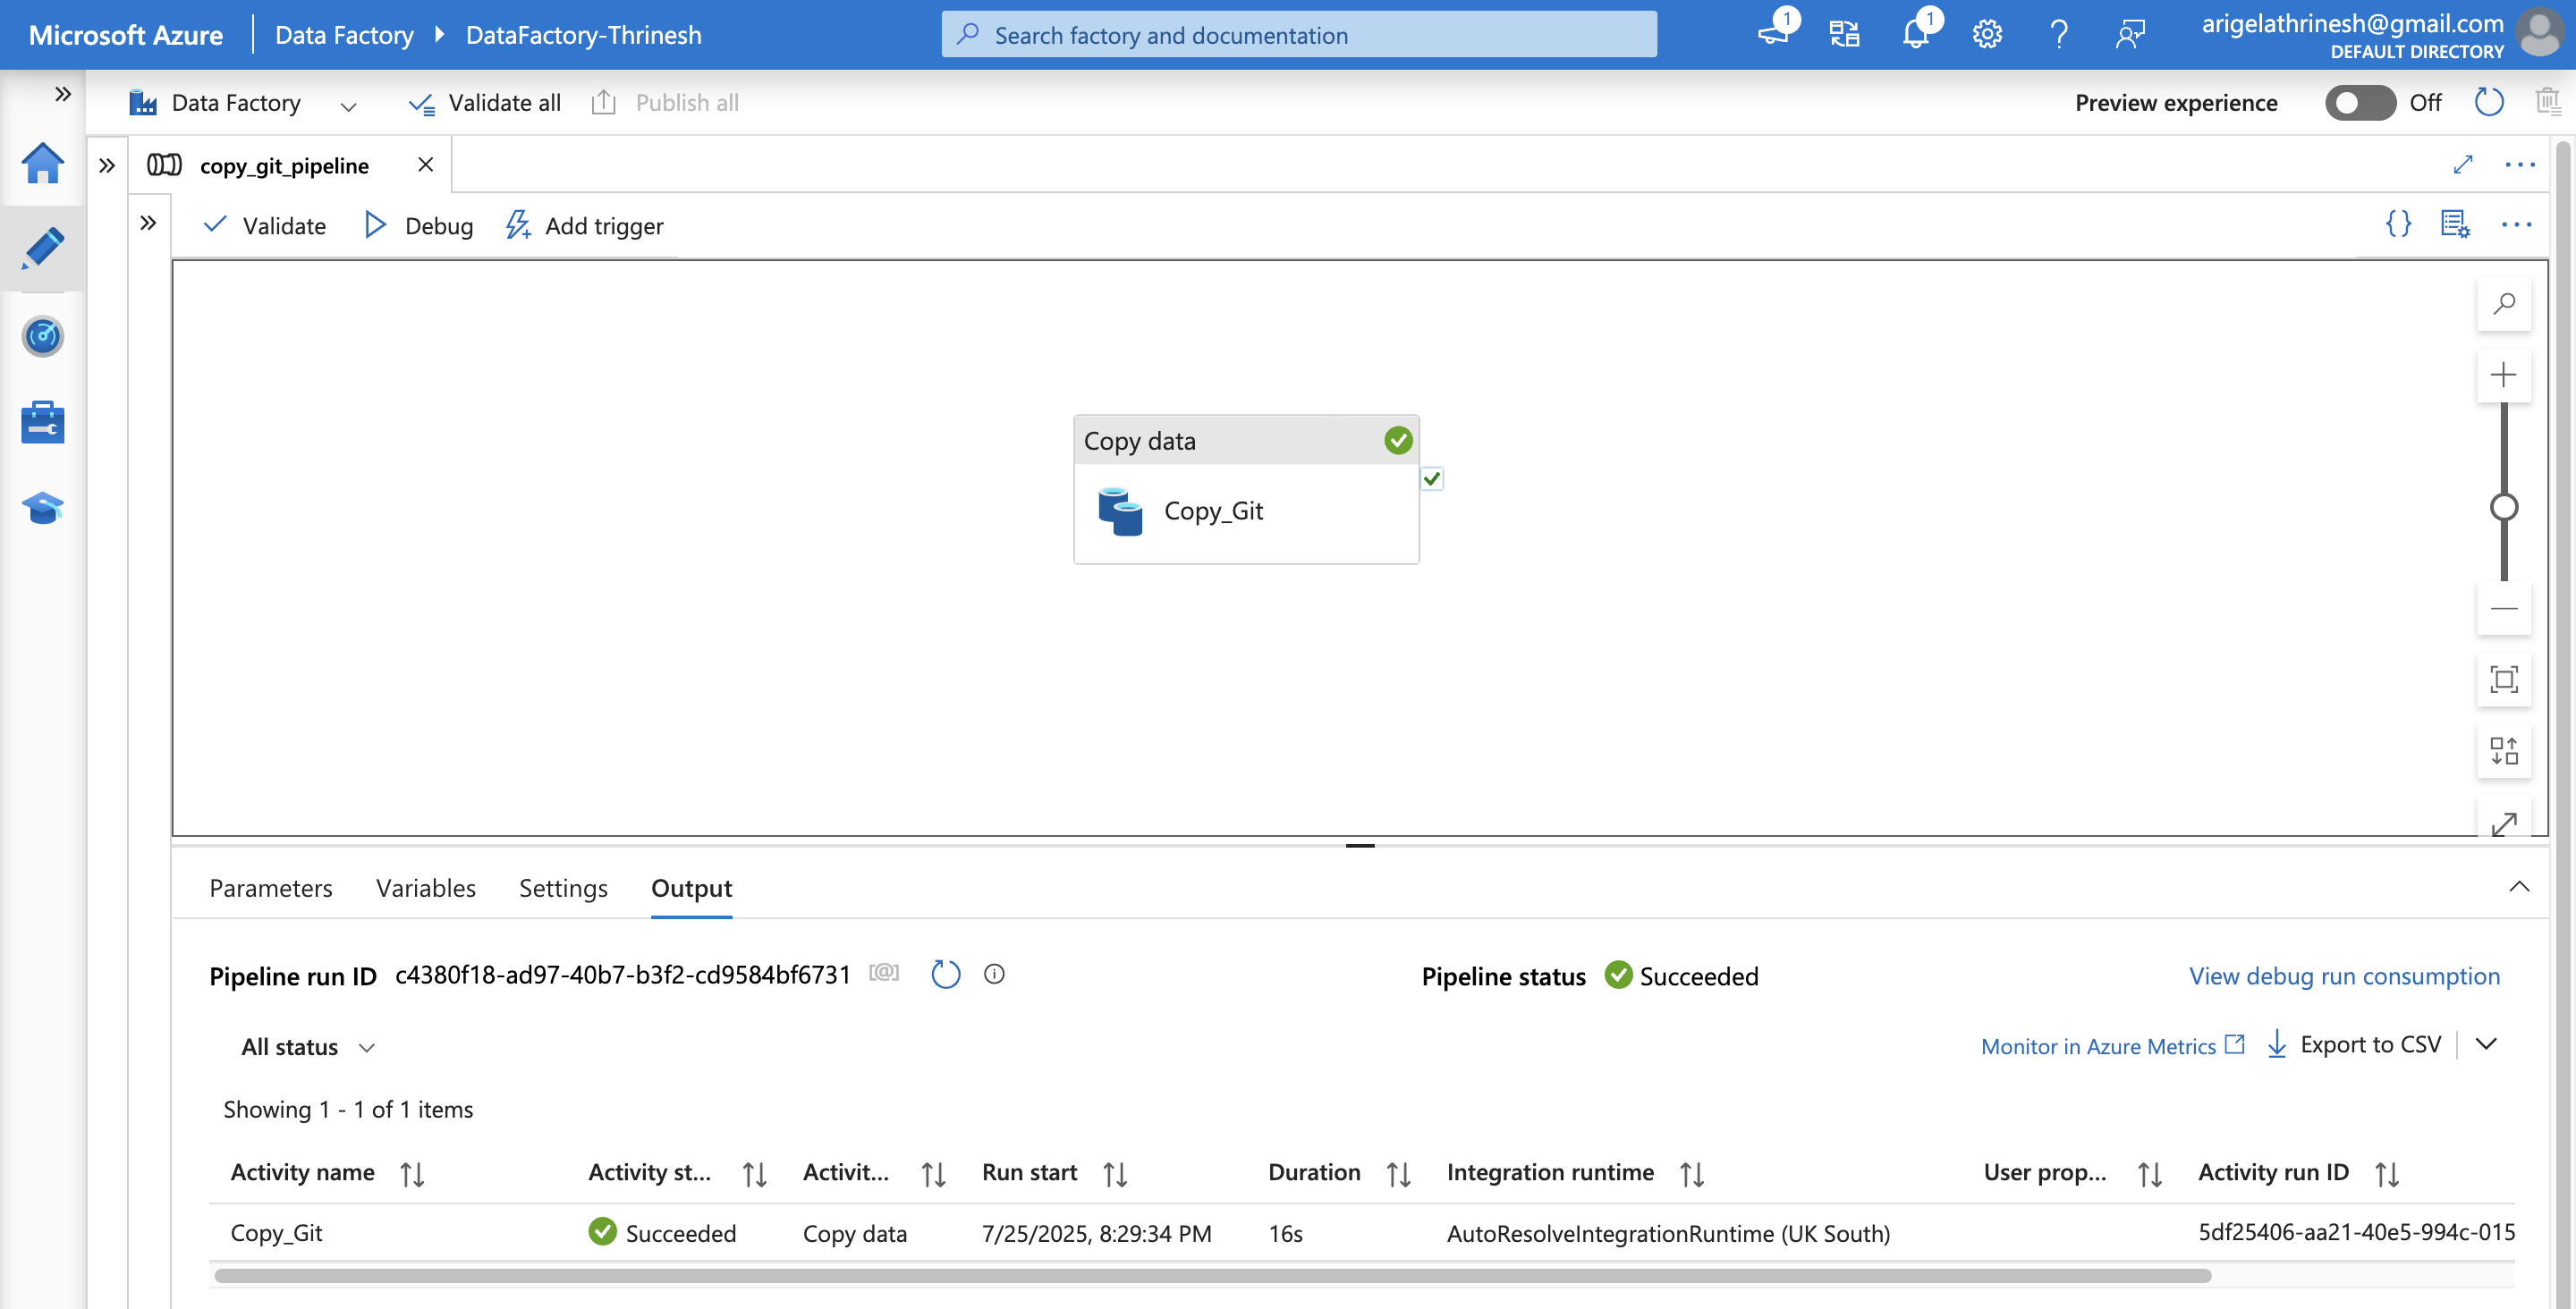 Microsoft Azure Data Factory DataFactory-Thrinesh Search factory and documentation 1 1 ? arigelathrinesh@gmail.com
DEFAULT DIRECTORY
Data Factory Validate all Publish all Preview experience Off
copy_git_pipeline
Validate Debug Add trigger {} ...
Copy data
Copy_Git
Parameters Variables Settings Output
Pipeline run ID c4380f18-ad97-40b7-b3f2-cd9584bf6731 [@] Pipeline status Succeeded View debug run consumption
All status Monitor in Azure Metrics Export to CSV
Showing 1 - 1 of 1 items
Activity name Activity st... Activit... Run start Duration Integration runtime User prop... Activity run ID
Copy_Git Succeeded Copy data 7/25/2025, 8:29:34 PM 16s AutoResolveIntegrationRuntime (UK South) 5df25406-aa21-40e5-994c-015